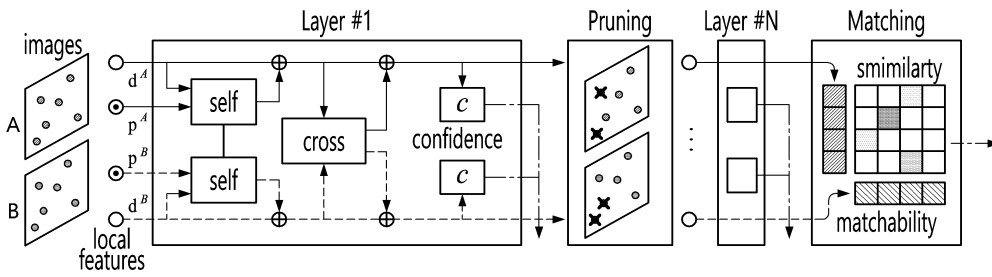 Layer #1
Pruning
Layer #N
Matching
images
A
B
d^A
p^A
p^B
d^B
local
features
self
self
cross
c
confidence
c
...
smimilarty
matchability